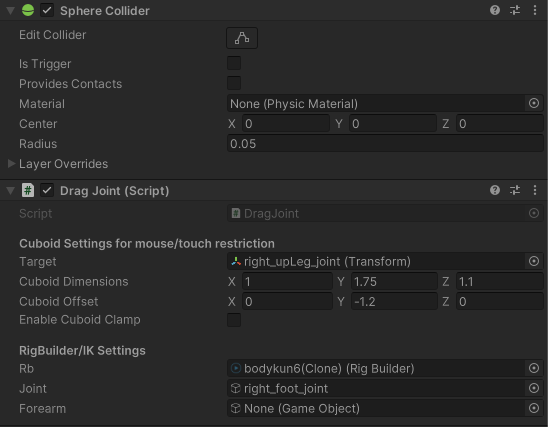 Sphere Collider
Edit Collider
Is Trigger
Provides Contacts
Material None (Physic Material)
Center X 0 Y 0 Z 0
Radius 0.05
Layer Overrides
# Drag Joint (Script)
Script # DragJoint
Cuboid Settings for mouse/touch restriction
Target right_upLeg_joint (Transform)
Cuboid Dimensions X 1 Y 1.75 Z 1.1
Cuboid Offset X 0 Y -1.2 Z 0
Enable Cuboid Clamp
RigBuilder/IK Settings
Rb bodykun6(Clone) (Rig Builder)
Joint right_foot_joint
Forearm None (Game Object)